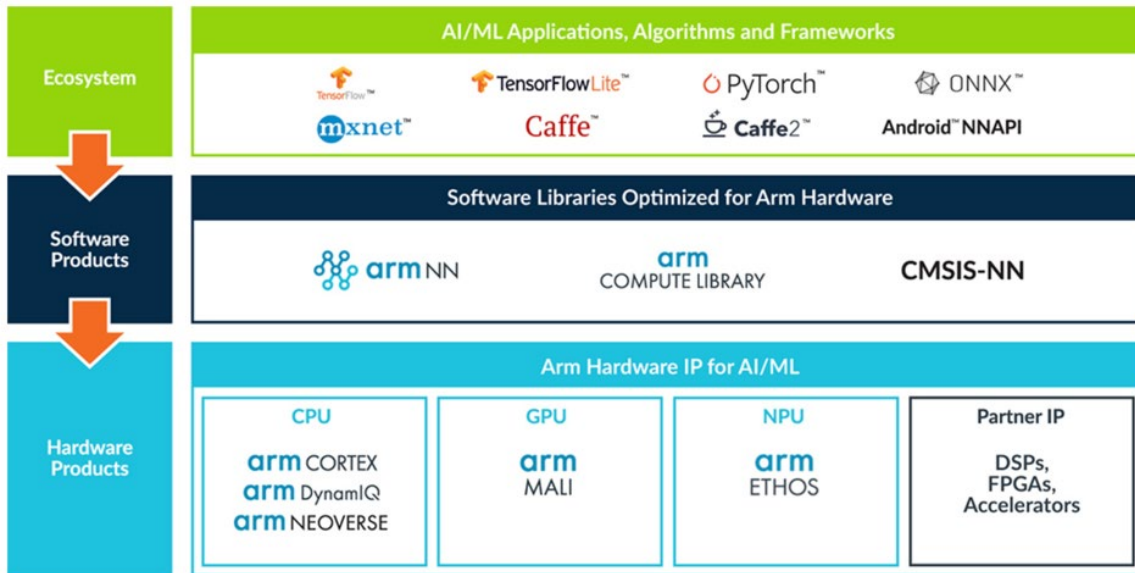 Ecosystem
AI/ML Applications, Algorithms and Frameworks
TensorFlow™
TensorFlowLite™
PyTorch™
ONNX™
mxnet™
Caffe™
Caffe2™
Android™ NNAPI
Software
Products
Software Libraries Optimized for Arm Hardware
arm NN
arm
COMPUTE LIBRARY
CMSIS-NN
Hardware
Products
Arm Hardware IP for AI/ML
CPU
arm CORTEX
arm DynamIQ
arm NEOVERSE
GPU
arm
MALI
NPU
arm
ETHOS
Partner IP
DSPs,
FPGAs,
Accelerators